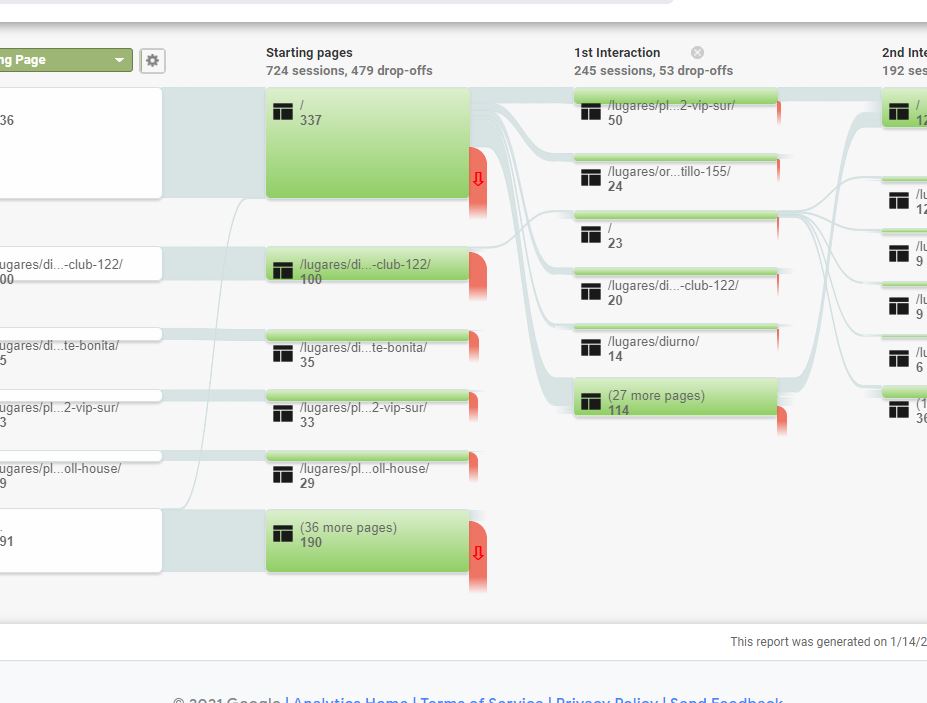 ng Page
Starting pages
724 sessions, 479 drop-offs
1st Interaction
245 sessions, 53 drop-offs
2nd Inte
192 ses
36
/
337
/lugares/pl...2-vip-sur/
50
/
12
/lugares/or...tillo-155/
24
/lu
12
/
23
/lu
9
ugares/di...-club-122/
00
/lugares/di...-club-122/
100
/lugares/di...-club-122/
20
/lu
9
ugares/di...te-bonita/
5
/lugares/di...te-bonita/
35
/lugares/diurno/
14
/lu
6
ugares/pl...2-vip-sur/
3
/lugares/pl...2-vip-sur/
33
(27 more pages)
114
(1
36
ugares/pl...oll-house/
9
/lugares/pl...oll-house/
29
91
(36 more pages)
190
This report was generated on 1/14/2
© 2021 Google | Analytics Home | Terms of Service | Privacy Policy | Send Feedback